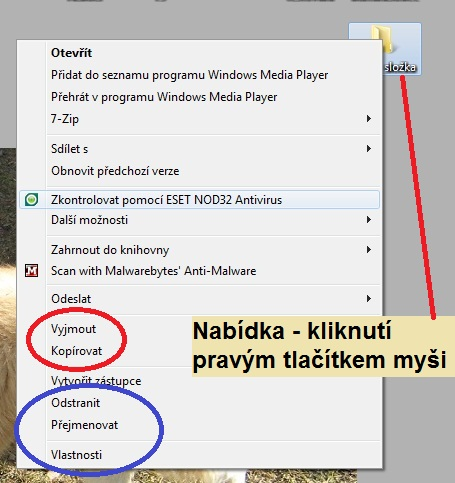 složka
Otevřít
Přidat do seznamu programu Windows Media Player
Přehrát v programu Windows Media Player
7-Zip
Sdílet s
Obnovit předchozí verze
Zkontrolovat pomocí ESET NOD32 Antivirus
Další možnosti
Zahrnout do knihovny
Scan with Malwarebytes' Anti-Malware
Odeslat
Vyjmout
Kopírovat
Vytvořit zástupce
Odstranit
Přejmenovat
Vlastnosti
Nabídka - kliknutí
pravým tlačítkem myši